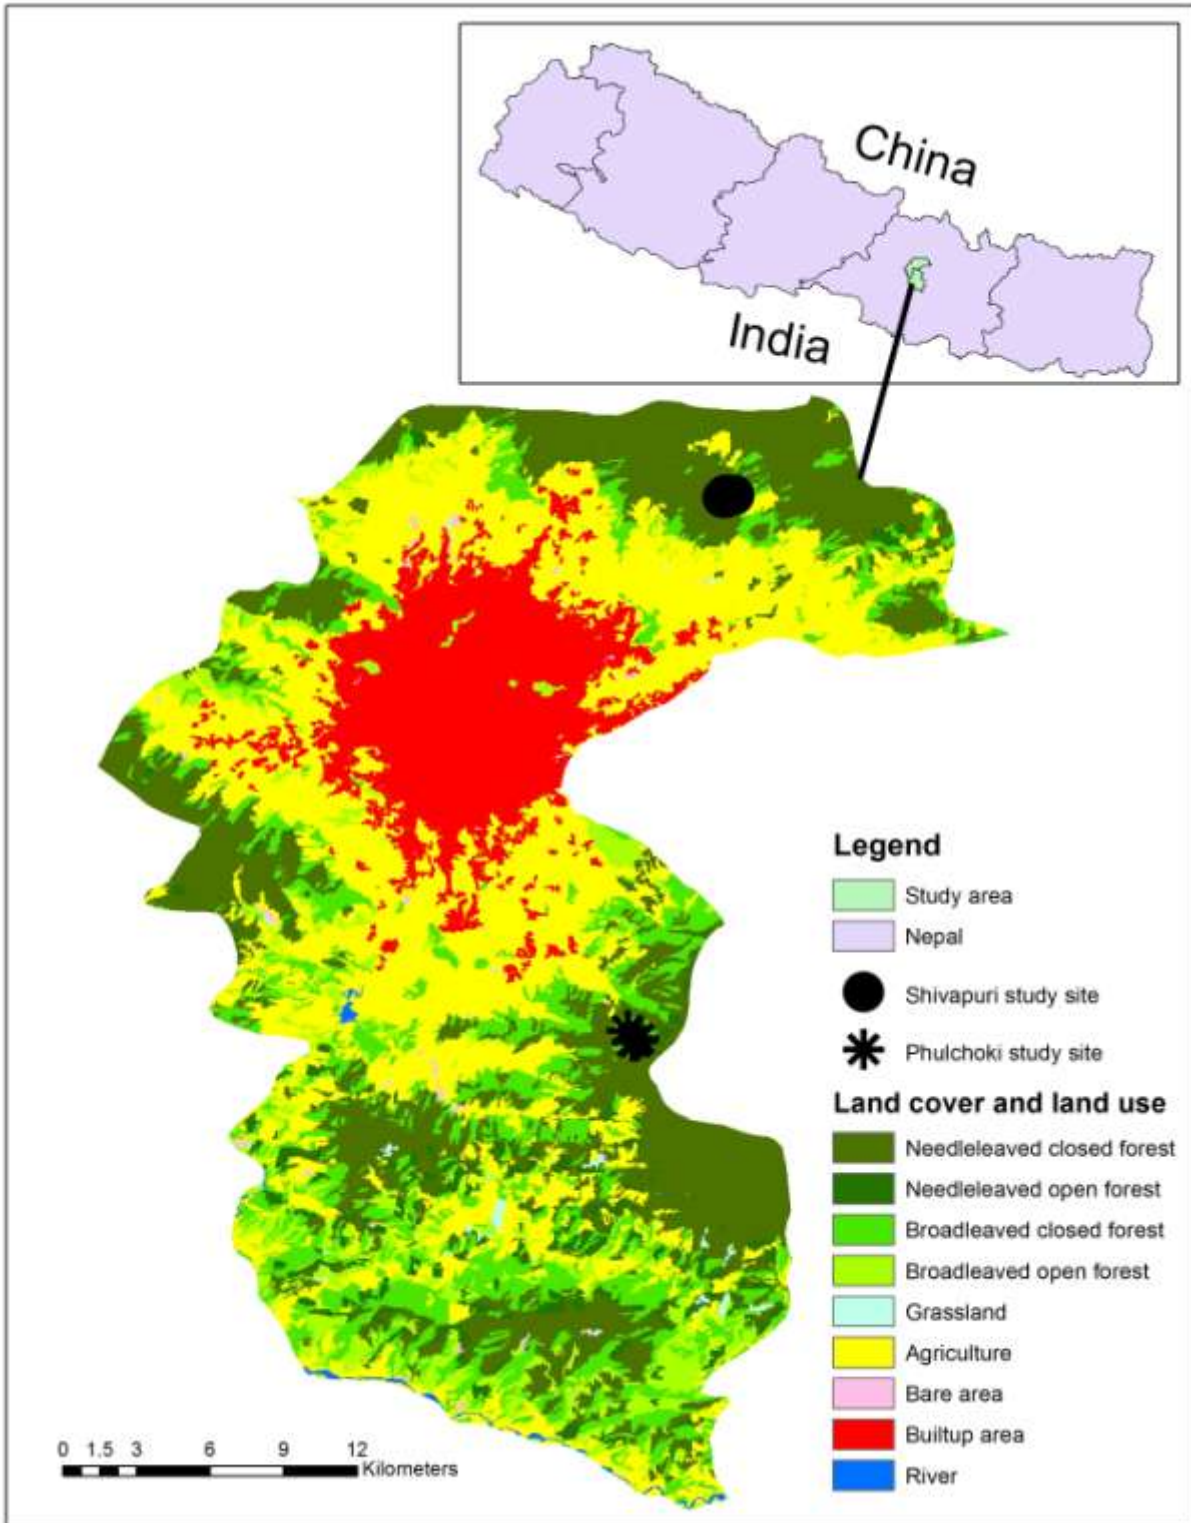 China
India
Legend
Study area
Nepal
Shivapuri study site
Phulchoki study site
Land cover and land use
Needleleaved closed forest
Needleleaved open forest
Broadleaved closed forest
Broadleaved open forest
Grassland
Agriculture
Bare area
Builtup area
River
0 1,5 3 6 9 12
Kilometers